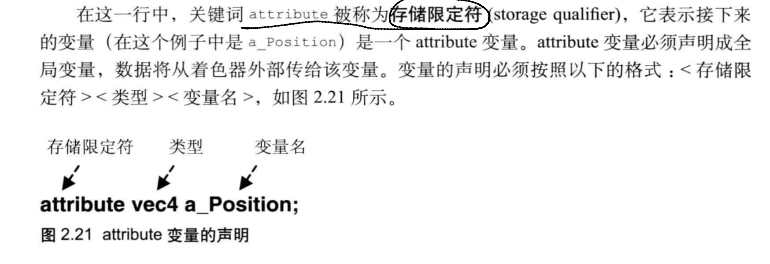 在这一行中，关键词 attribute 被称为存储限定符 (storage qualifier)，它表示接下来
的变量（在这个例子中是 a_Position）是一个 attribute 变量。attribute 变量必须声明成全
局变量，数据将从着色器外部传给该变量。变量的声明必须按照以下的格式：< 存储限
定符 >< 类型 >< 变量名 >，如图 2.21 所示。
存储限定符 类型 变量名
attribute vec4 a_Position;
图 2.21 attribute 变量的声明